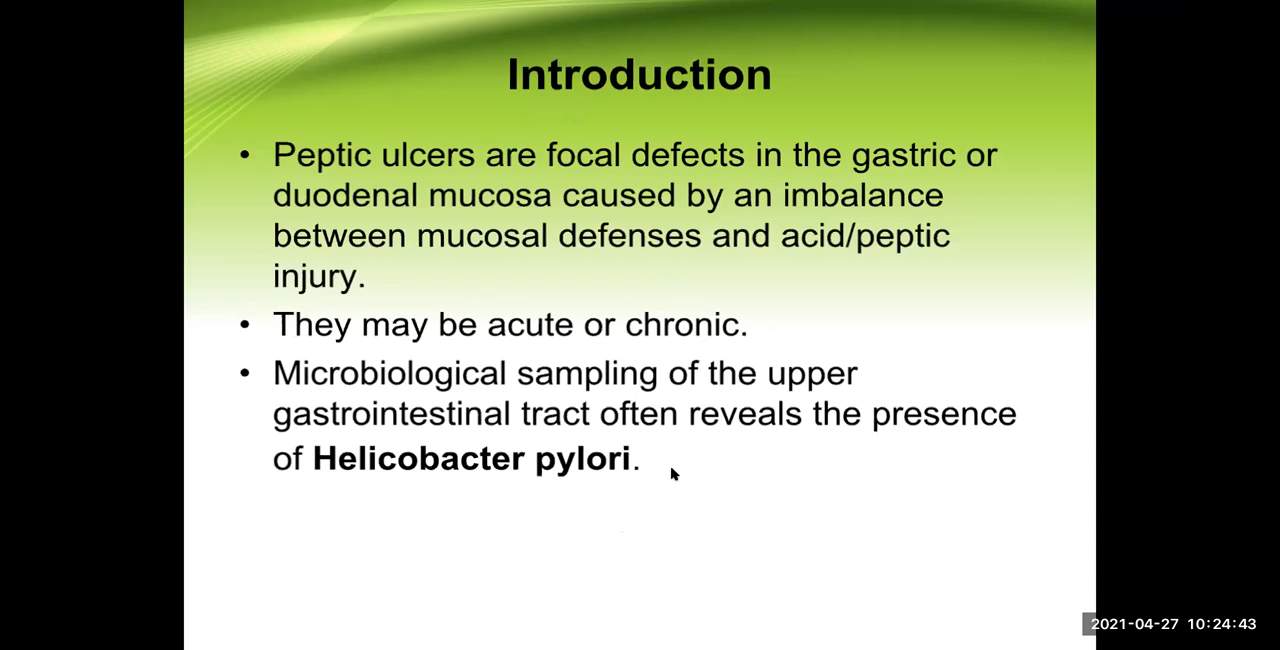 Introduction
• Peptic ulcers are focal defects in the gastric or
duodenal mucosa caused by an imbalance
between mucosal defenses and acid/peptic
injury.
• They may be acute or chronic.
• Microbiological sampling of the upper
gastrointestinal tract often reveals the presence
of Helicobacter pylori.
2021-04-27 10:24:43